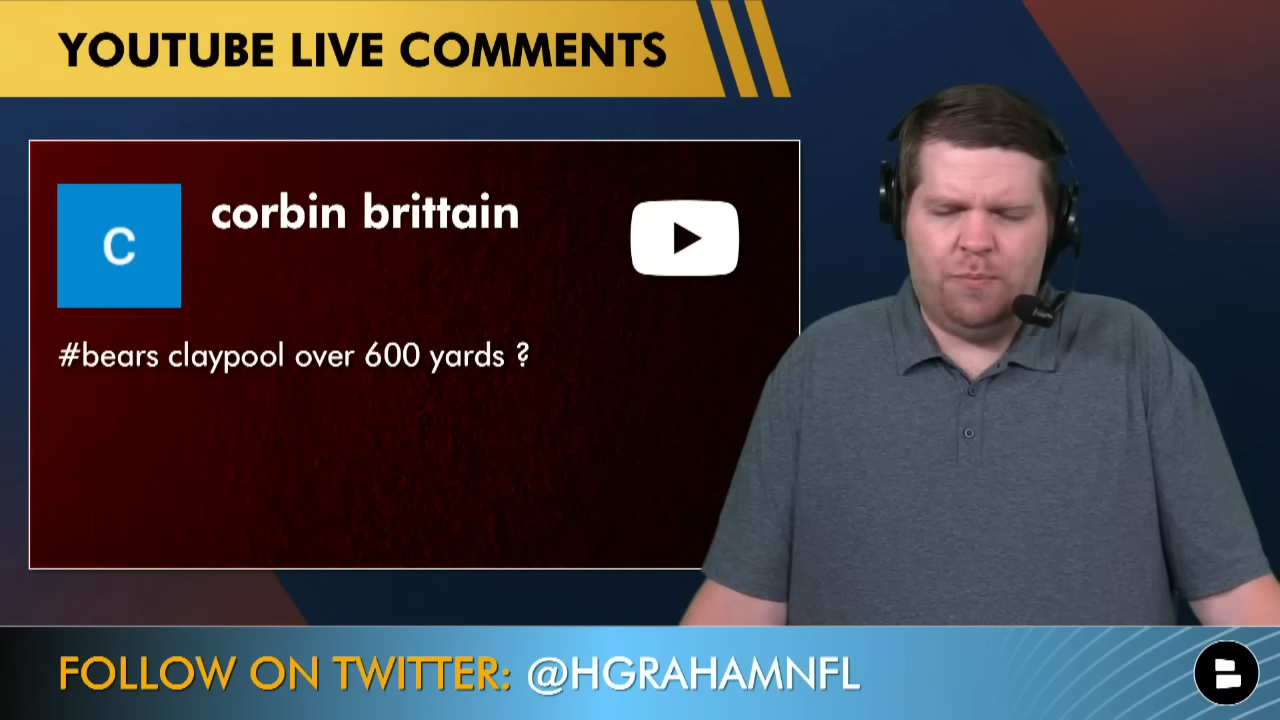 YOUTUBE LIVE COMMENTS
C
corbin brittain
#bears claypool over 600 yards ?
FOLLOW ON TWITTER: @HGRAHAMNFL